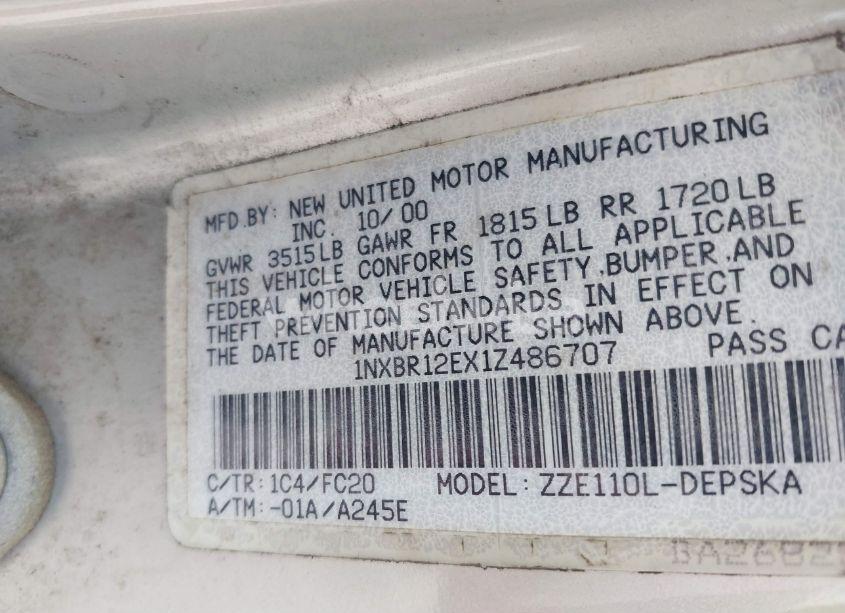 MFD.BY: NEW UNITED MOTOR MANUFACTURING
INC. 10/00
GVWR 3515LB GAWR FR 1815LB RR 1720LB
THIS VEHICLE CONFORMS TO ALL APPLICABLE
FEDERAL MOTOR VEHICLE SAFETY,BUMPER,AND
THEFT PREVENTION STANDARDS IN EFFECT ON
THE DATE OF MANUFACTURE SHOWN ABOVE.
1NXBR12EX1Z486707 PASS CA
C/TR: 1C4/FC20 MODEL: ZZE110L-DEPSKA
A/TM: -01A/A245E